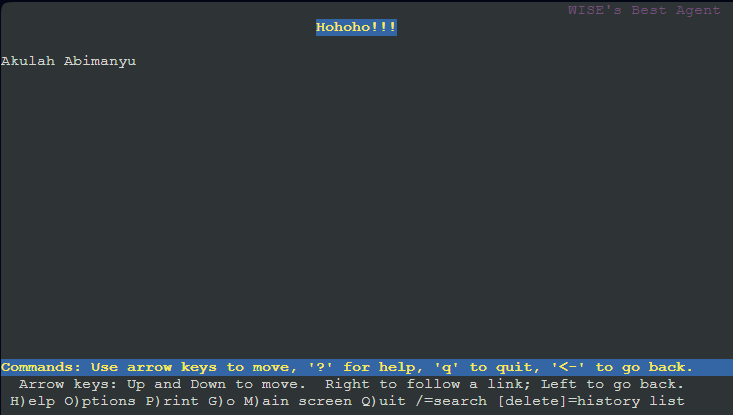 WISE's Best Agent
Hohoho!!!
Akulah Abimanyu
Commands: Use arrow keys to move, '?' for help, 'q' to quit, '<-' to go back.
Arrow keys: Up and Down to move.  Right to follow a link; Left to go back.
H)elp O)ptions P)rint G)o M)ain screen Q)uit /=search [delete]=history list